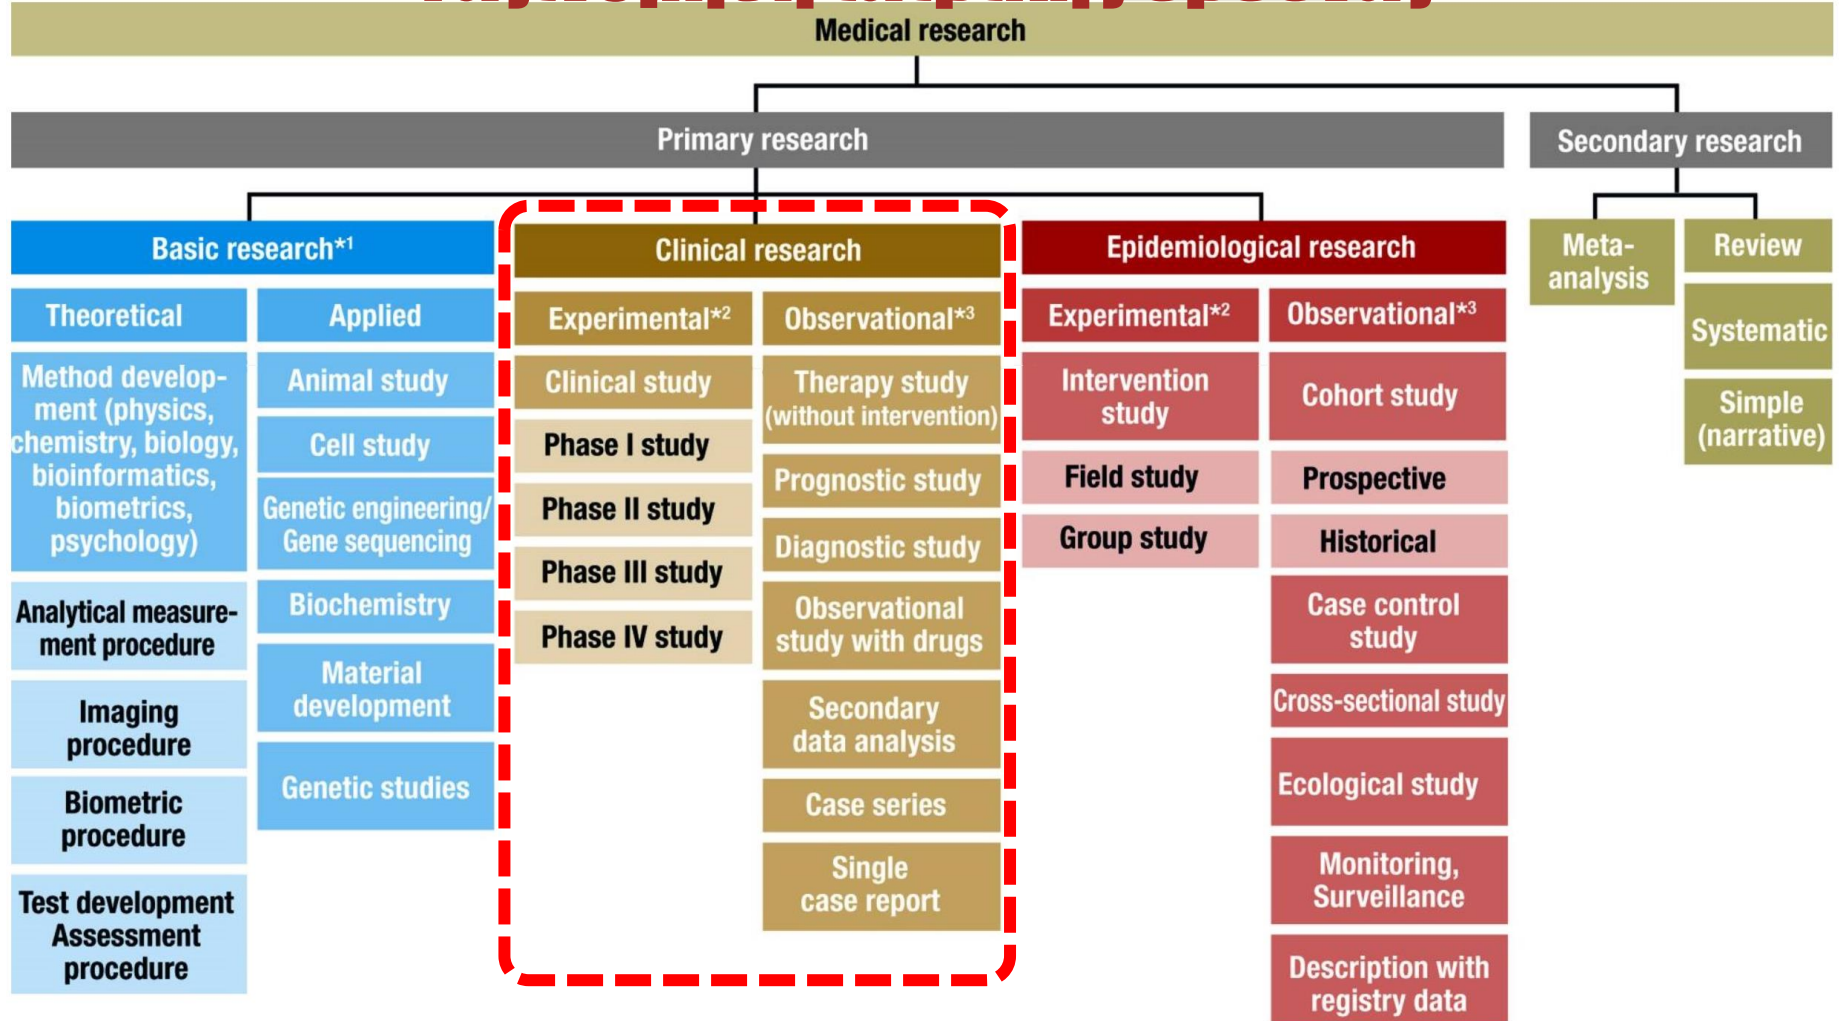 Medical research
Primary research
Secondary research
Basic research*1
Clinical research
Epidemiological research
Meta-
analysis
Review
Systematic
Simple
(narrative)
Theoretical
Method develop-
ment (physics,
chemistry, biology,
bioinformatics,
biometrics,
psychology)
Analytical measure-
ment procedure
Imaging
procedure
Biometric
procedure
Test development
Assessment
procedure
Applied
Animal study
Cell study
Genetic engineering/
Gene sequencing
Biochemistry
Material
development
Genetic studies
Experimental*2
Clinical study
Phase I study
Phase II study
Phase III study
Phase IV study
Observational*3
Therapy study
(without intervention)
Prognostic study
Diagnostic study
Observational
study with drugs
Secondary
data analysis
Case series
Single
case report
Experimental*2
Intervention
study
Field study
Group study
Observational*3
Cohort study
Prospective
Historical
Case control
study
Cross-sectional study
Ecological study
Monitoring,
Surveillance
Description with
registry data